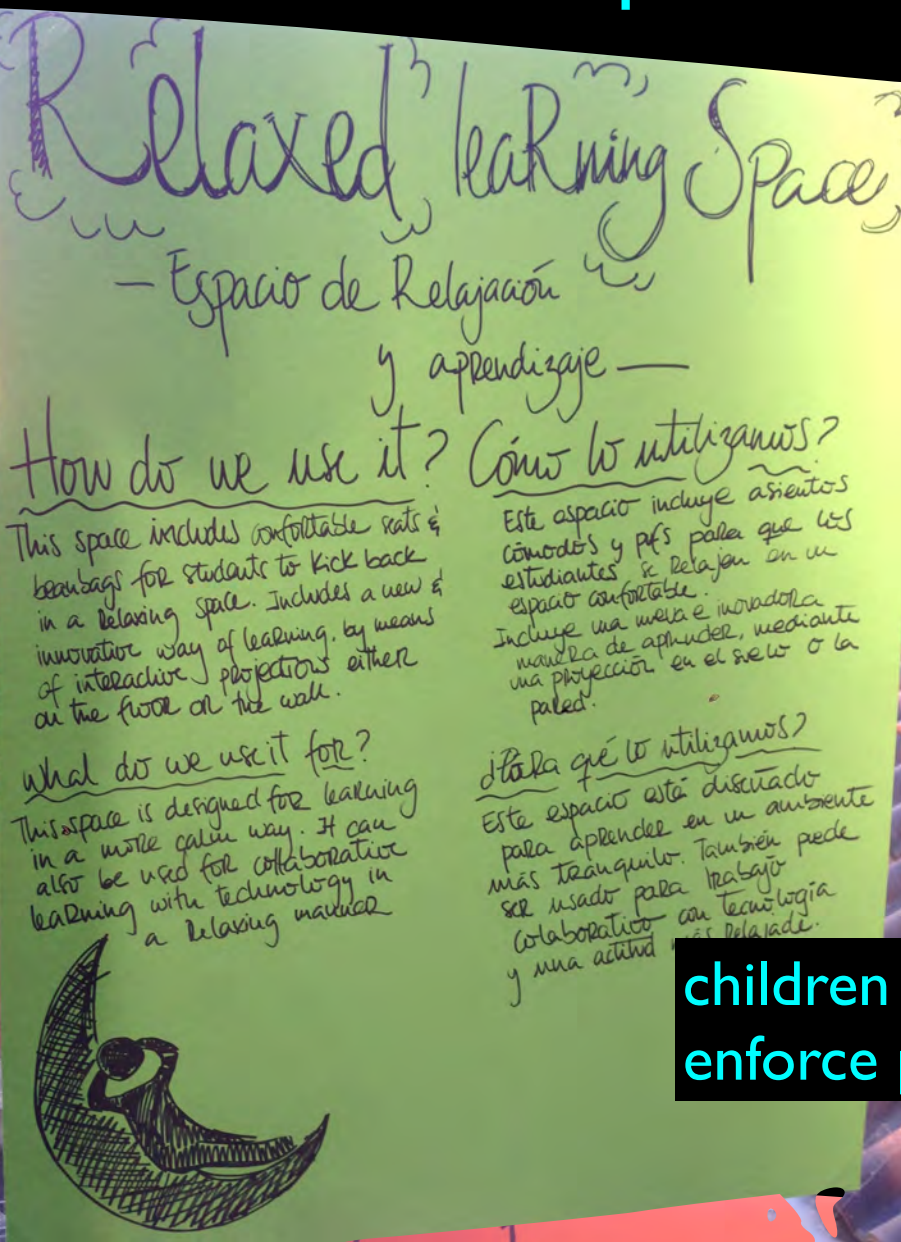 Relaxed leaRning Space
— Espacio de Relajación
y apRendizaje —
How do we use it?
This space includes comfortable seats &
beanbags foR students to kick back
in a Relaxing space. Includes a new &
innovative way of leaRning. by means
of inteRactive projections eitheR
on the flooR oR the wall.
what do we use it foR?
This space is designed foR leaRning
in a moRe calm way. It can
also be used foR collaboRative
leaRning with technology in
a Relaxing manneR
Cómo lo utilizamos?
Este espacio incluye asientos
cómodos y pufs paRa que los
estudiantes se Relajen en un
espacio confoRtable.
Incluye una nueva e inovadoRa
maneRa de apRender, mediante
una pRoyección en el suelo o la
paRed.
¿PaRa qué lo utilizamos?
Este espacio está diseñado
paRa apRendeR en un ambiente
más tRanquilo. También puede
seR usado paRa tRabajo
colaboRativo con tecnología
y una actitud más Relajade.
children
enforce